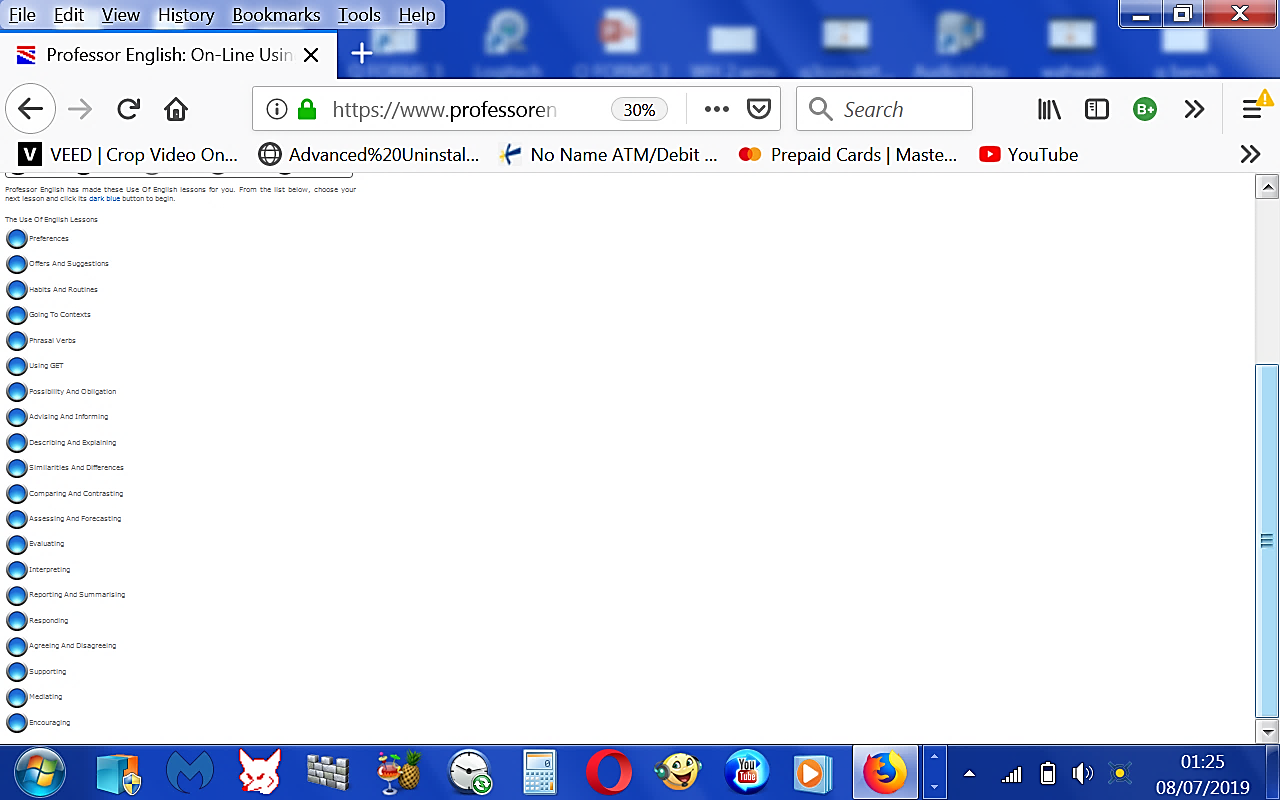 File Edit View History Bookmarks Tools Help
Professor English: On-Line Usin
https://www.professoren
30%
Search
VEED | Crop Video On...
Advanced%20Uninstal...
No Name ATM/Debit ...
Prepaid Cards | Maste...
YouTube
Professor English has made these Use Of English lessons for you. From the list below, choose your
next lesson and click its dark blue button to begin.
The Use Of English Lessons
Preferences
Offers And Suggestions
Habits And Routines
Going To Contexts
Phrasal Verbs
Using GET
Possibility And Obligation
Advising And Informing
Describing And Explaining
Similarities And Differences
Comparing And Contrasting
Assessing And Forecasting
Evaluating
Interpreting
Reporting And Summarising
Responding
Agreeing And Disagreeing
Supporting
Mediating
Encouraging
You
Tube
01:25
08/07/2019